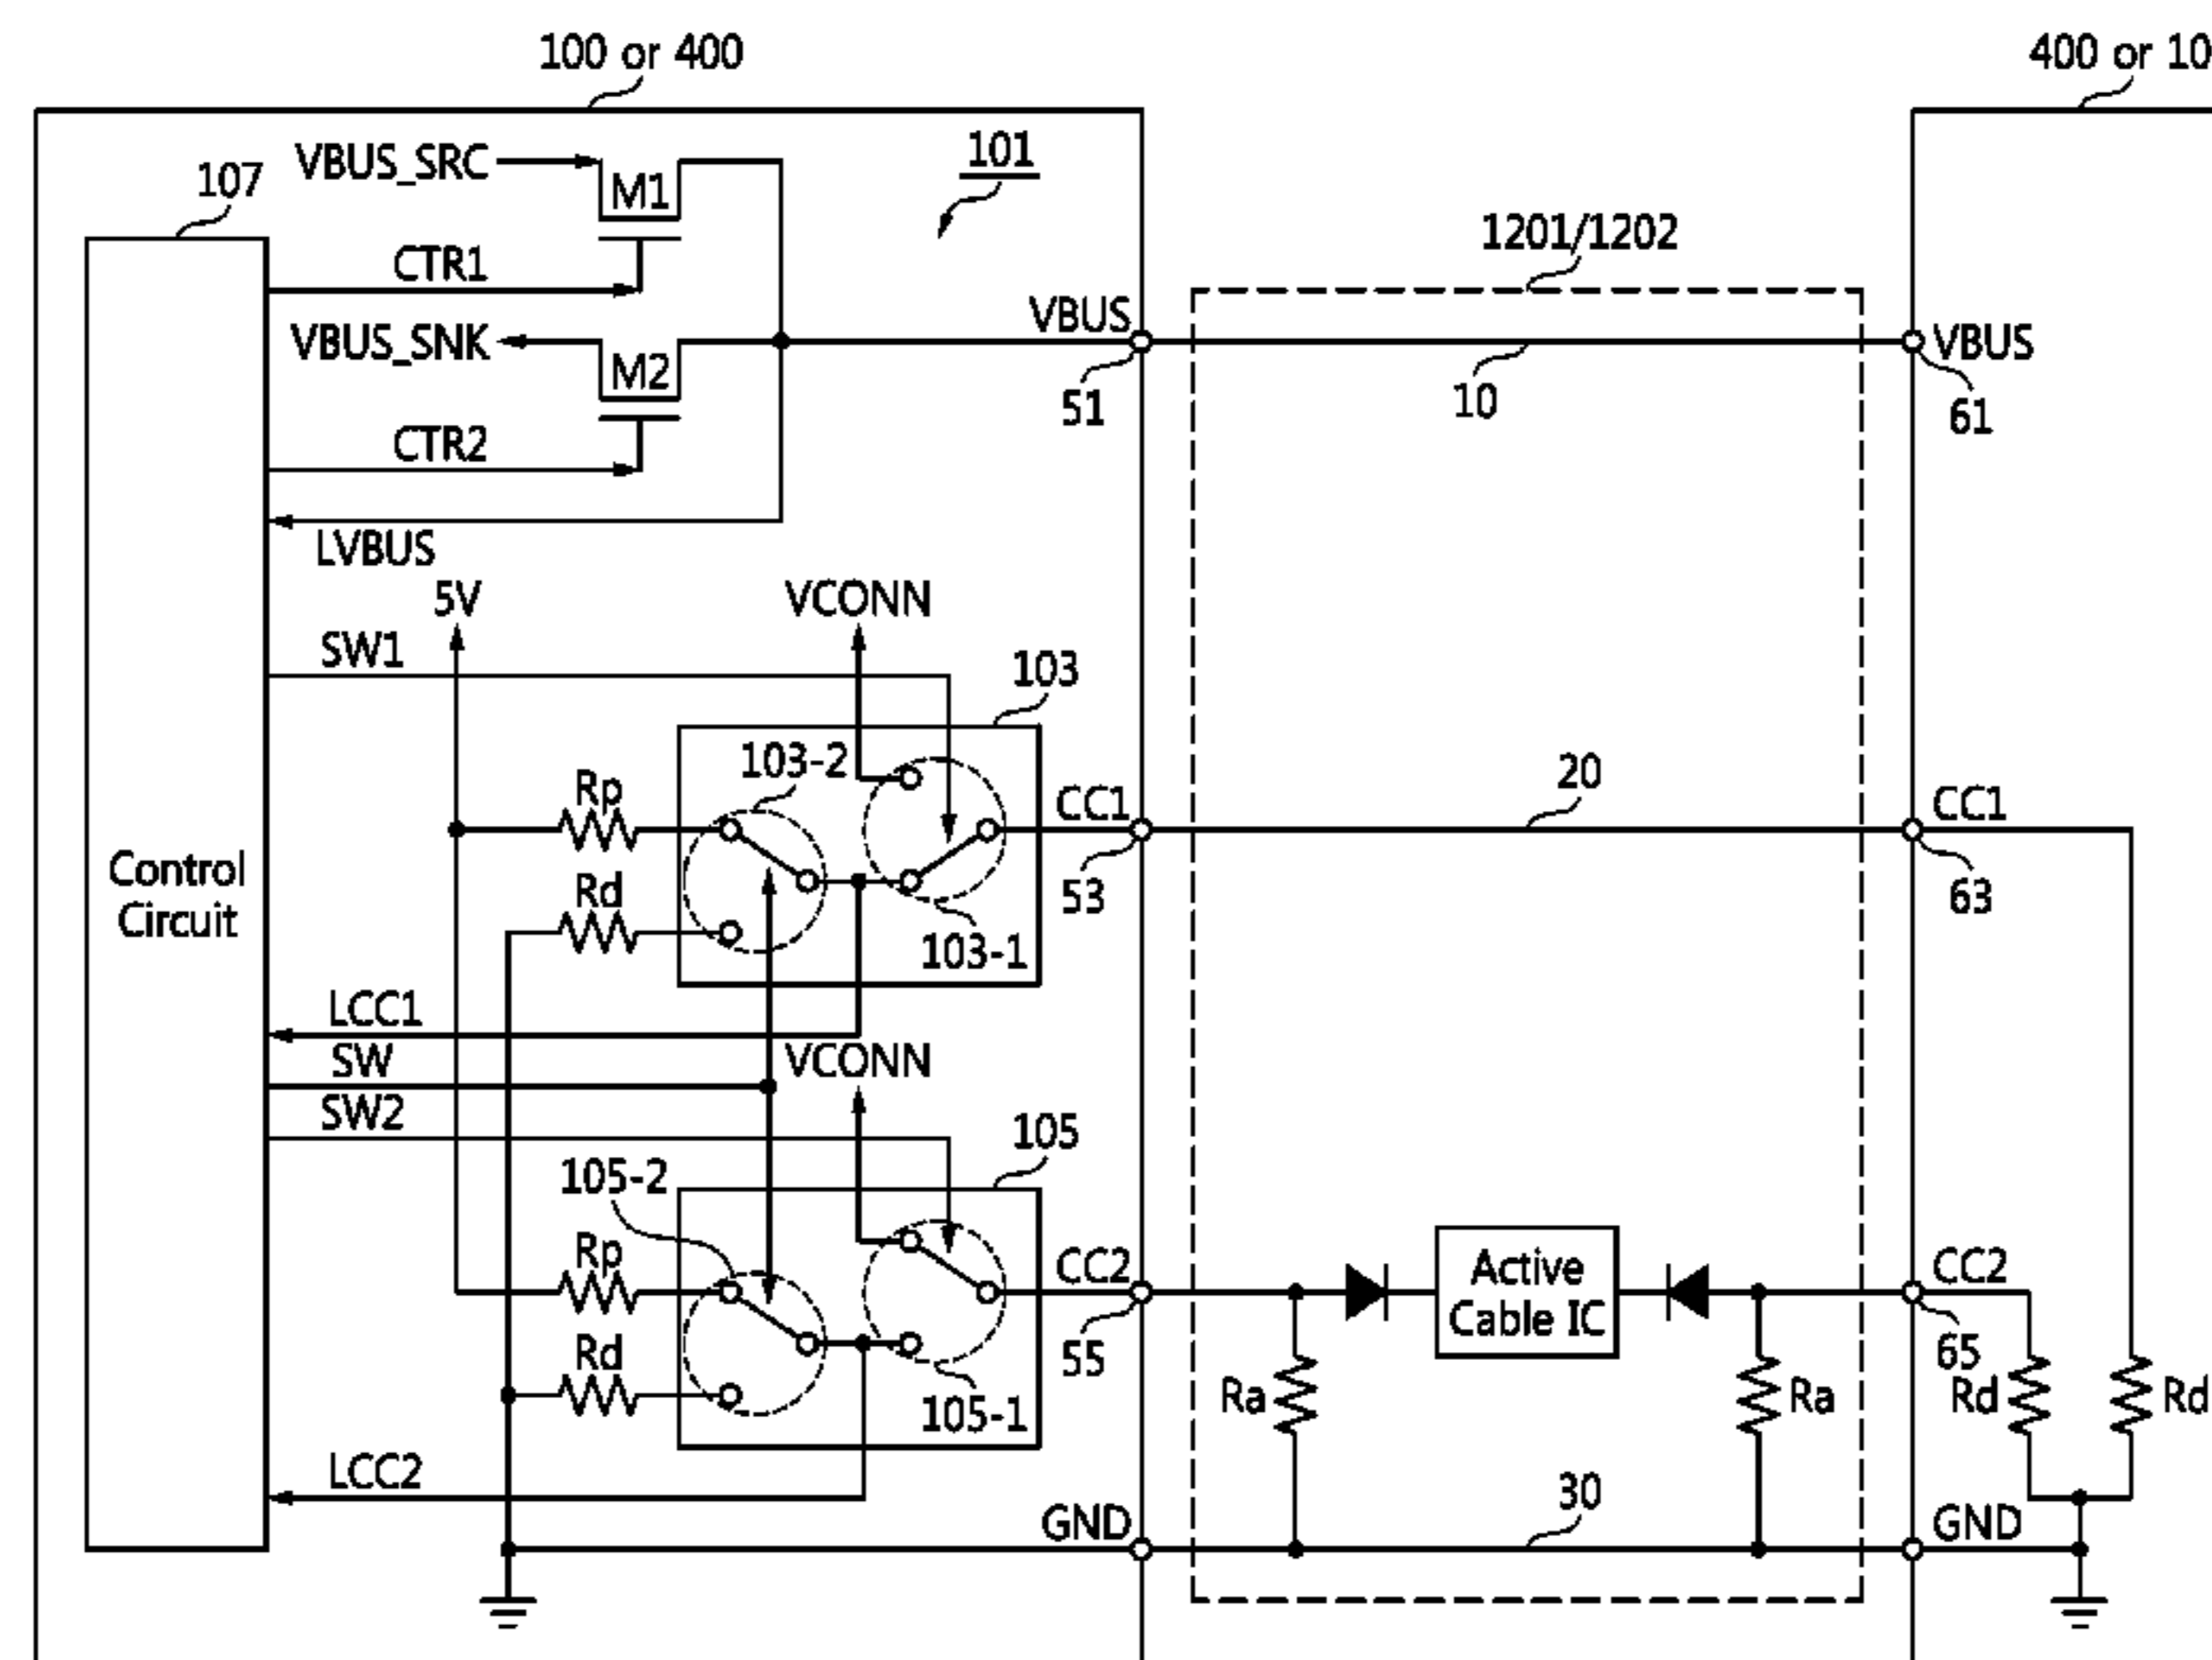 100 or 400
400 or 10
VBUS_SRC
M1
101
107
1201/1202
CTR1
VBUS
VBUS_SNK
M2
VBUS
51
10
61
CTR2
LVBUS
5V
VCONN
SW1
103
103-2
20
Rp
CC1
CC1
Control
Circuit
Rd
53
63
103-1
LCC1
SW
VCONN
SW2
105
105-2
Rp
CC2
Active
Cable IC
CC2
Rd
55
65
105-1
Ra
Ra
Rd
Rd
LCC2
30
GND
GND